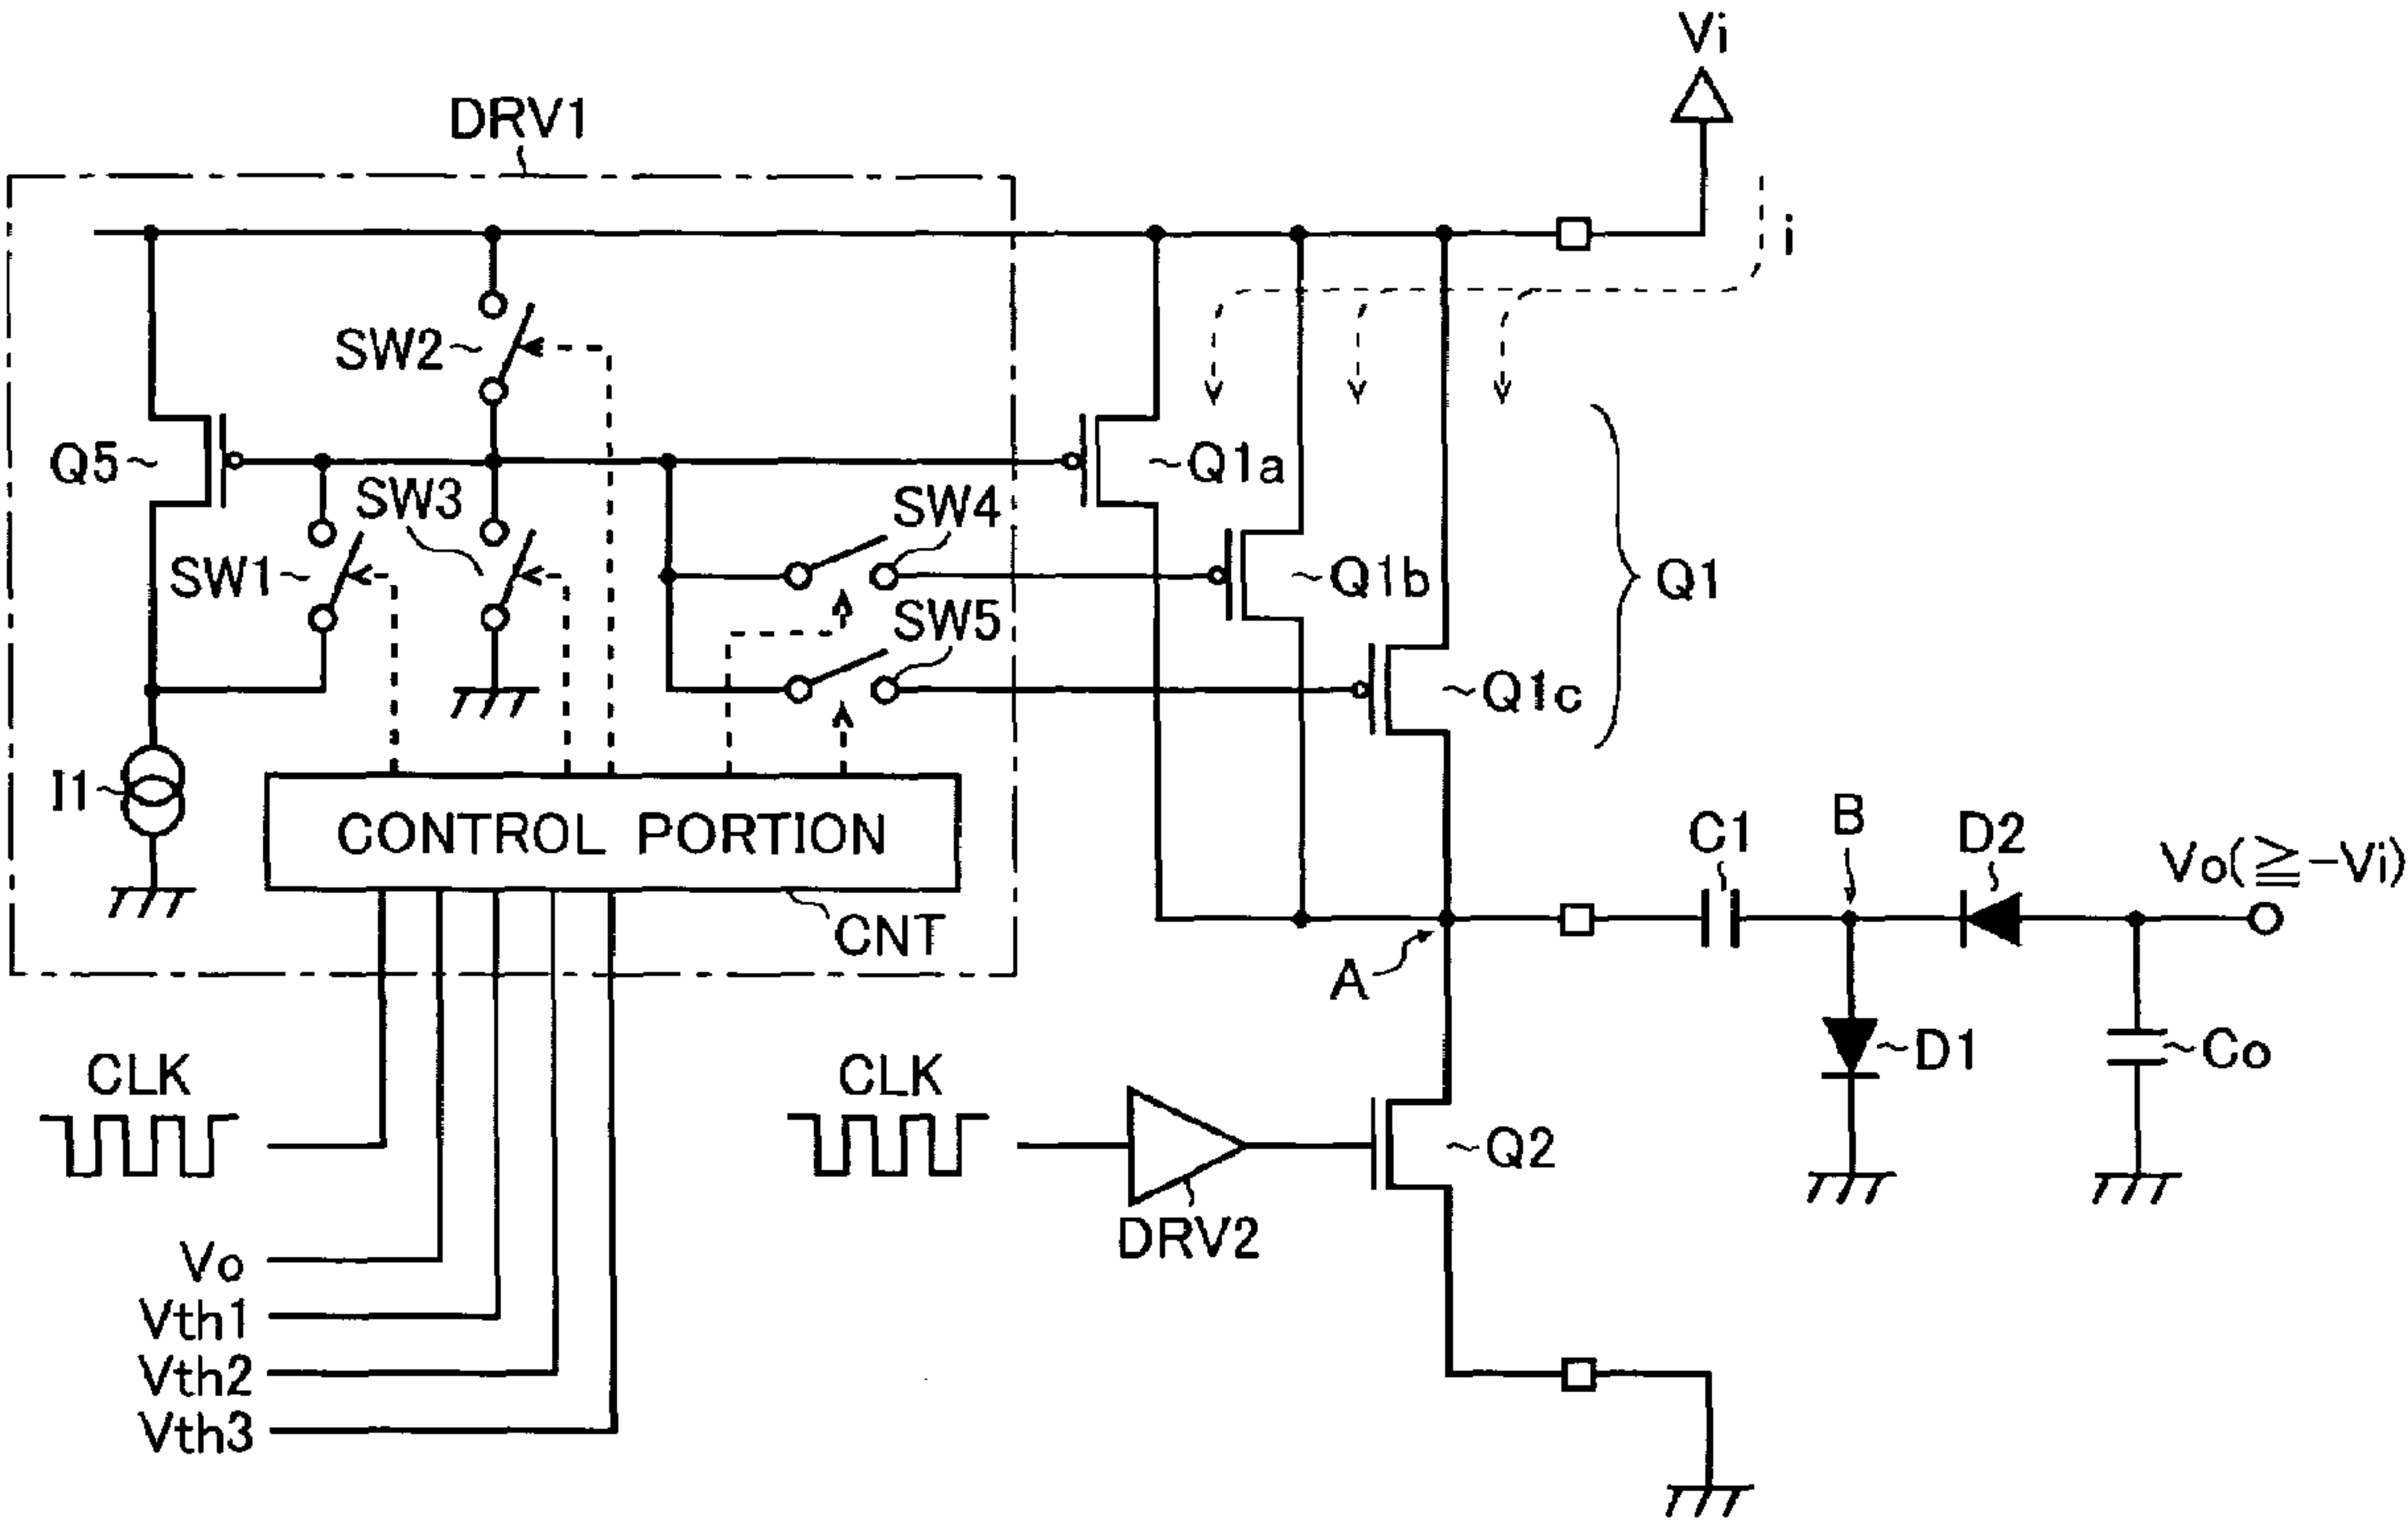 Vi
DRV1
i
SW2
Q5
Q1a
SW3
SW4
SW1
Q1b
Q1
SW5
Q1c
I1
CONTROL PORTION
C1
B
D2
Vo(≧-Vi)
CNT
A
CLK
CLK
D1
Co
Q2
DRV2
Vo
Vth1
Vth2
Vth3